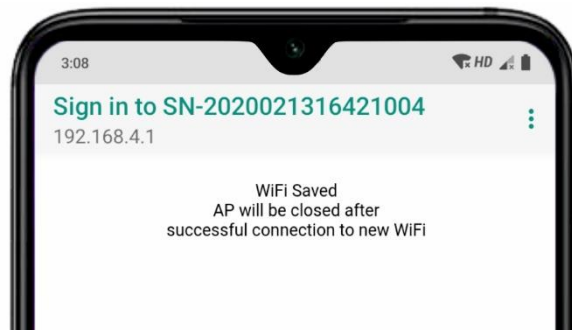 3:08
HD
Sign in to SN-2020021316421004
192.168.4.1
WiFi Saved
AP will be closed after
successful connection to new WiFi